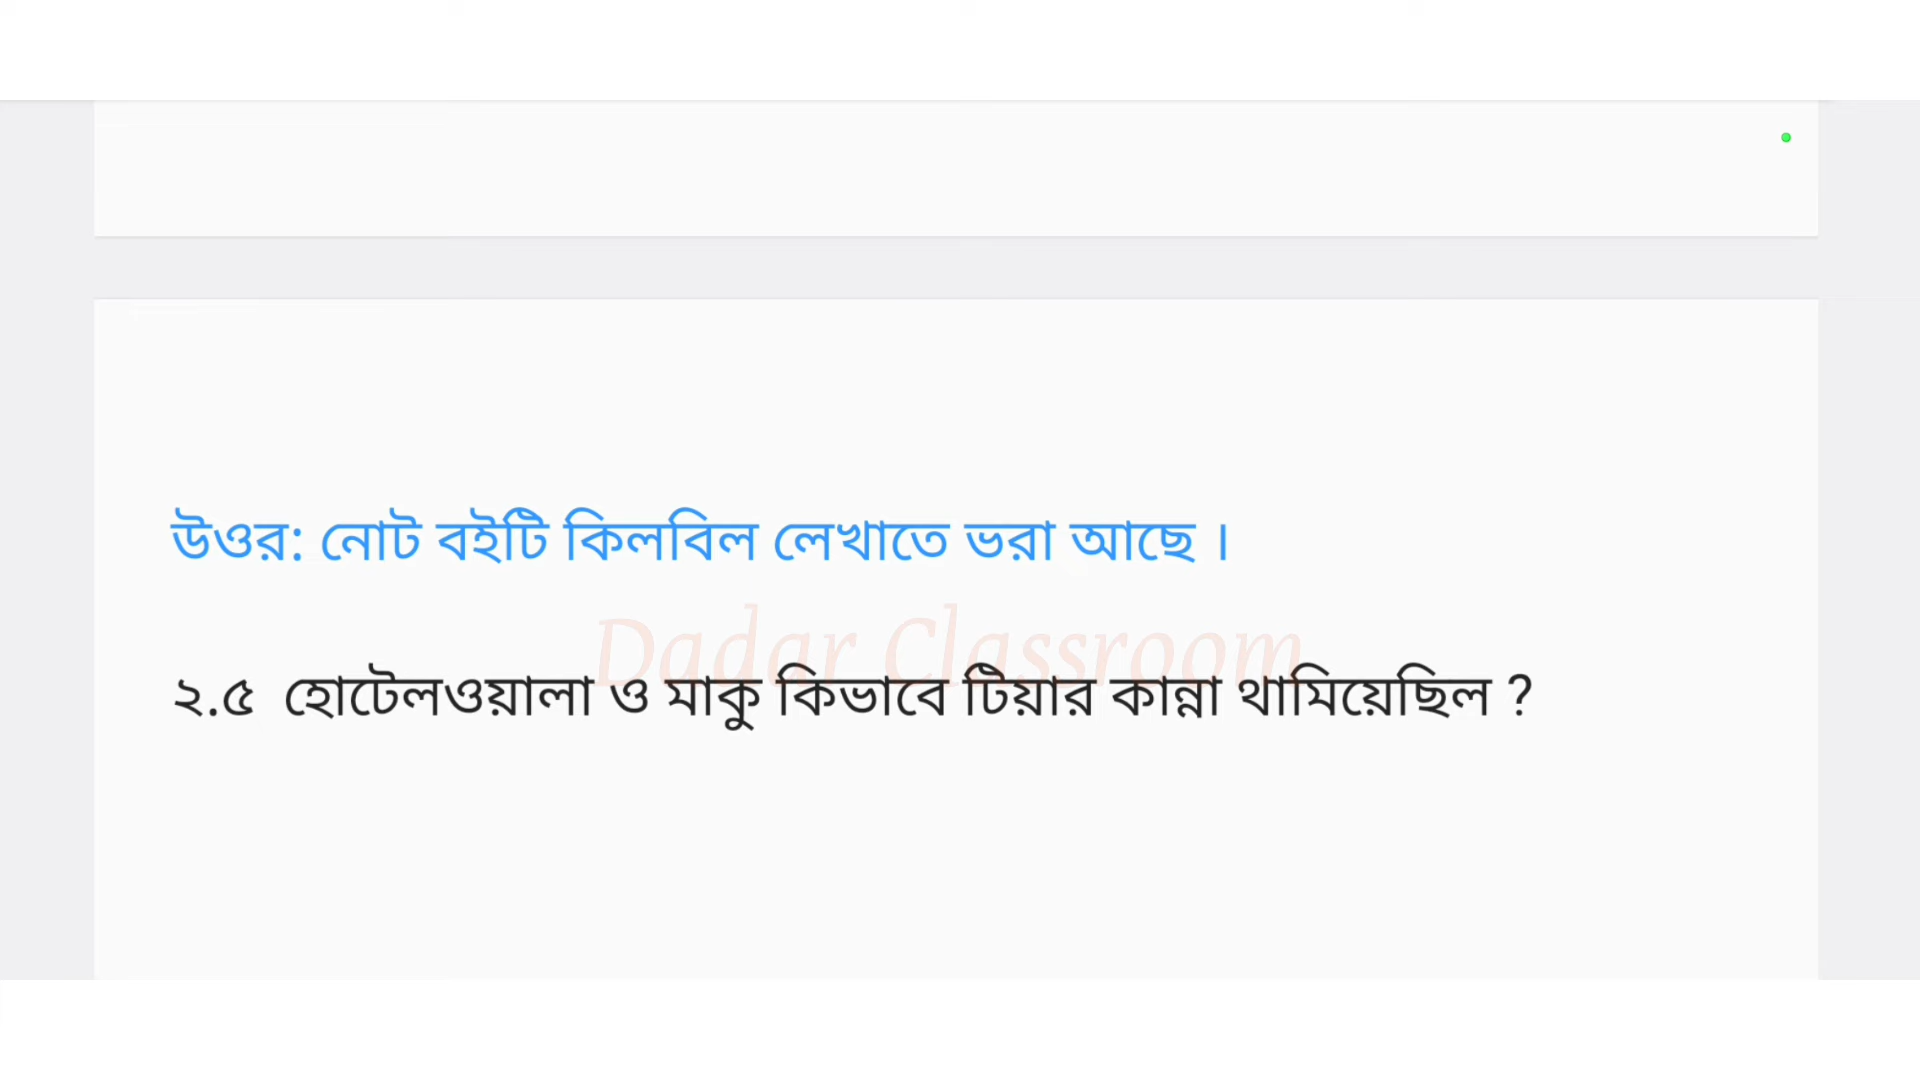 উওর: নোট বইটি কিলবিল লেখাতে ভরা আছে ।
Dadar Classroom
২.৫ হোটেলওয়ালা ও মাকু কিভাবে টিয়ার কান্না থামিয়েছিল ?